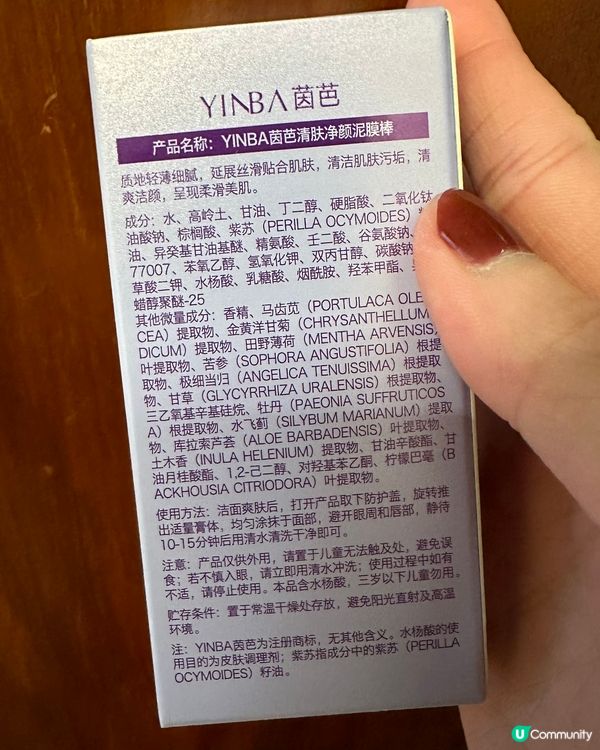 YINBA茵芭
产品名称：YINBA茵芭清肤净颜泥膜棒
质地轻薄细腻，延展丝滑贴合肌肤，清洁肌肤污垢，清
爽洁颜，呈现柔滑美肌。
成分：水、高岭土、甘油、丁二醇、硬脂酸、二氧化钛
油酸钠、棕榈酸、紫苏（PERILLA OCYMOIDES）
油、异癸基甘油基醚、精氨酸、壬二酸、谷氨酸钠
77007、苯氧乙醇、氢氧化钾、双丙甘醇、碳酸钠
草酸二钾、水杨酸、乳糖酸、烟酰胺、羟苯甲酯、
蜡醇聚醚-25
其他微量成分：香精、马齿苋（PORTULACA OLE
CEA）提取物、金黄洋甘菊（CHRYSANTHELLUM
DICUM）提取物、田野薄荷（MENTHA ARVENSIS
叶提取物、苦参（SOPHORA ANGUSTIFOLIA）根提
取物、极细当归（ANGELICA TENUISSIMA）根提取
物、甘草（GLYCYRRHIZA URALENSIS）根提取物、
三乙氧基辛基硅烷、牡丹（PAEONIA SUFFRUTICOS
A）根提取物、水飞蓟（SILYBUM MARIANUM）提取
物、库拉索芦荟（ALOE BARBADENSIS）叶提取物、
土木香（INULA HELENIUM）提取物、甘油辛酸酯、甘
油月桂酸酯、1,2-己二醇、对羟基苯乙酮、柠檬巴毫（B
ACKHOUSIA CITRIODORA）叶提取物。
使用方法：洁面爽肤后，打开产品取下防护盖，旋转推
出适量膏体，均匀涂抹于面部，避开眼周和唇部，静待
10-15分钟后用清水清洗干净即可。
注意：产品仅供外用，请置于儿童无法触及处，避免误
食；若不慎入眼，请立即用清水冲洗；使用过程中如有
不适，请停止使用。本品含水杨酸，三岁以下儿童勿用。
贮存条件：置于常温干燥处存放，避免阳光直射及高温
环境。
注：YINBA茵芭为注册商标，无其他含义。水杨酸的使
用目的为皮肤调理剂；紫苏指成分中的紫苏（PERILLA
OCYMOIDES）籽油。
U Community